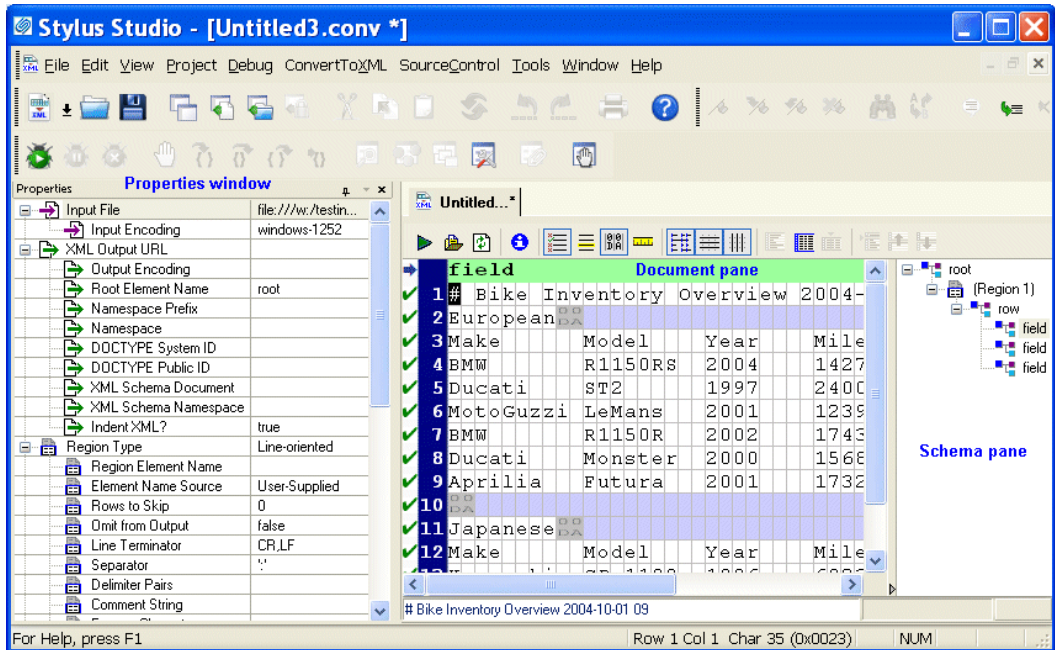 Stylus Studio - [Untitled3.conv *]
File Edit View Project Debug ConvertToXML SourceControl Tools Window Help
Properties
Properties window
Input File file:///w:/testin...
Input Encoding windows-1252
XML Output URL
Output Encoding
Root Element Name root
Namespace Prefix
Namespace
DOCTYPE System ID
DOCTYPE Public ID
XML Schema Document
XML Schema Namespace
Indent XML? true
Region Type Line-oriented
Region Element Name
Element Name Source User-Supplied
Rows to Skip 0
Omit from Output false
Line Terminator CR,LF
Separator
Delimiter Pairs
Comment String
Untitled...*
field Document pane
1 # Bike Inventory Overview 2004-
2 European
3 Make Model Year Mile
4 BMW R1150RS 2004 1427
5 Ducati ST2 1997 2400
6 MotoGuzzi LeMans 2001 1239
7 BMW R1150R 2002 1743
8 Ducati Monster 2000 1568
9 Aprilia Futura 2001 1732
10
11 Japanese
12 Make Model Year Mile
# Bike Inventory Overview 2004-10-01 09
root
(Region 1)
row
field
field
field
Schema pane
For Help, press F1
Row 1 Col 1 Char 35 (0x0023)
NUM